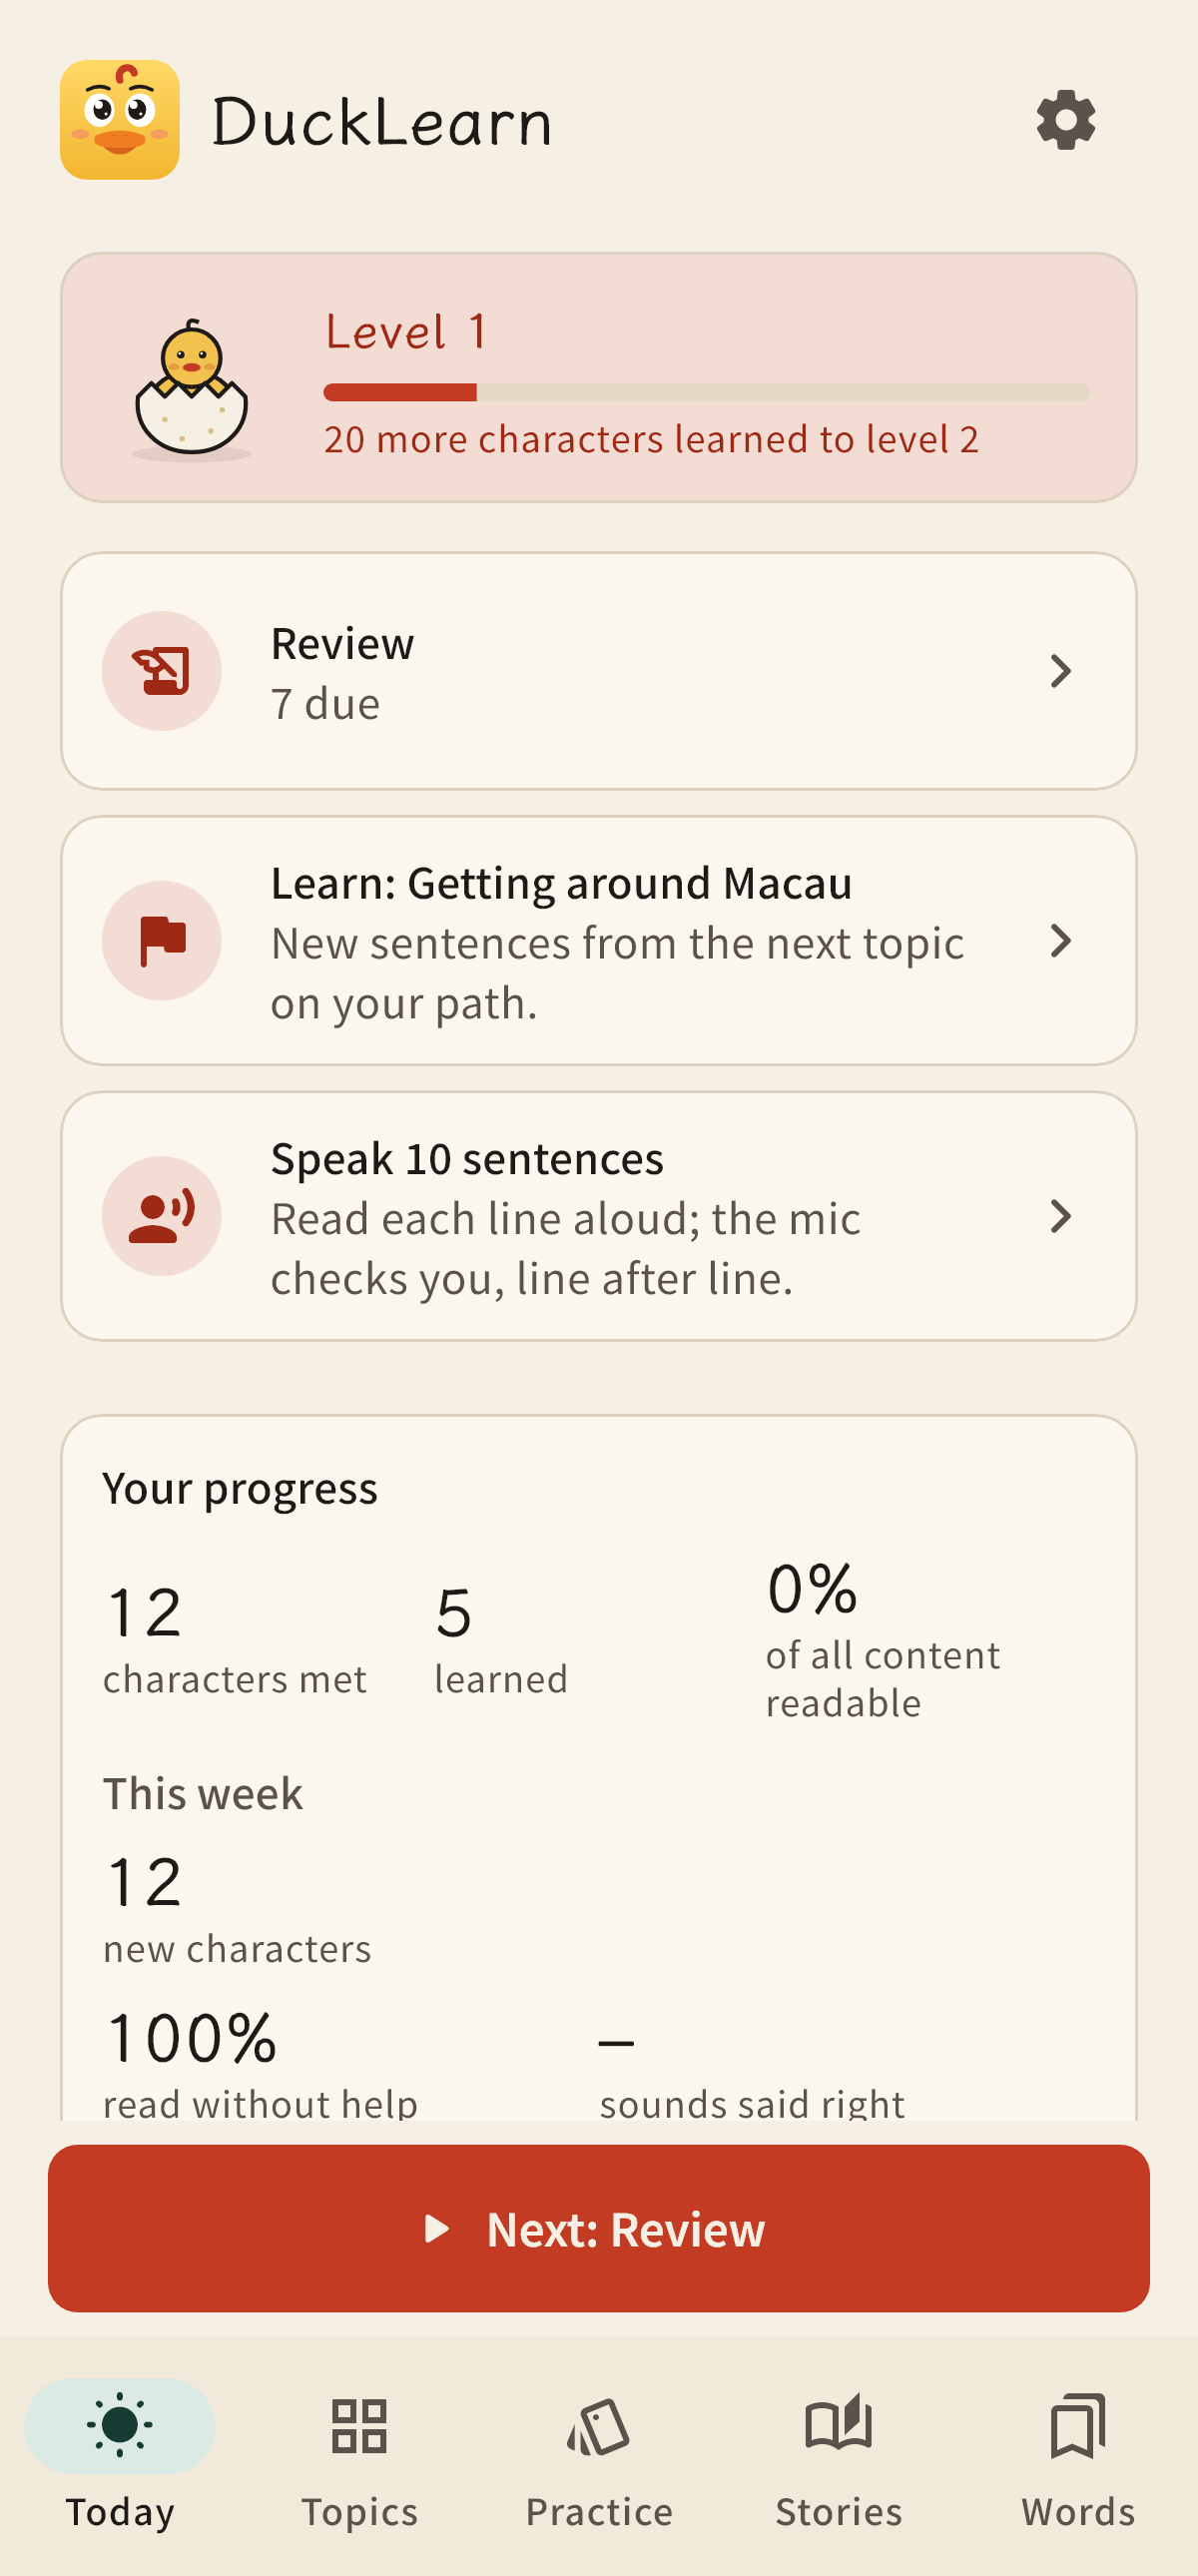 DuckLearn
Level 1
20 more characters learned to level 2
Review
7 due
Learn: Getting around Macau
New sentences from the next topic
on your path.
Speak 10 sentences
Read each line aloud; the mic
checks you, line after line.
Your progress
12
characters met
5
learned
0%
of all content
readable
This week
12
new characters
100%
read without help
–
sounds said right
Next: Review
Today
Topics
Practice
Stories
Words